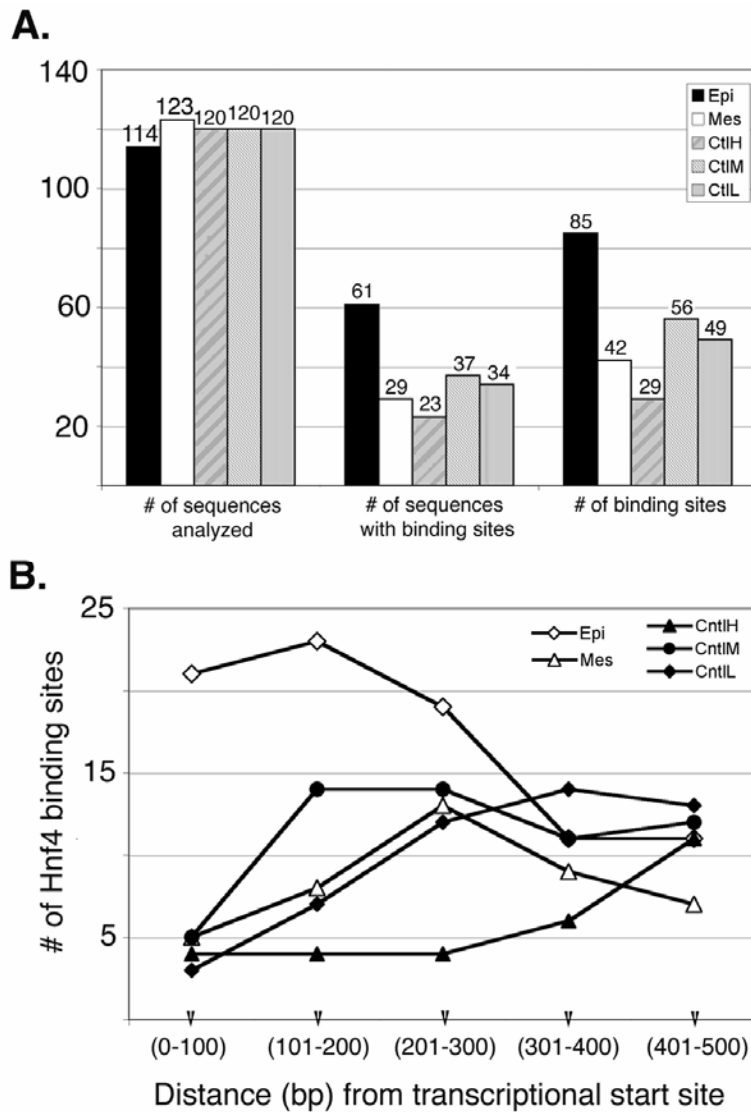 A.
140
100
60
20
114
123
120
120
120
61
29
23
37
34
85
42
29
56
49
Epi
Mes
CtlH
CtlM
CtlL
# of sequences
analyzed
# of sequences
with binding sites
# of binding sites
B.
25
15
5
# of Hnf4 binding sites
Epi
Mes
CntlH
CntlM
CntlL
(0-100)
(101-200)
(201-300)
(301-400)
(401-500)
Distance (bp) from transcriptional start site